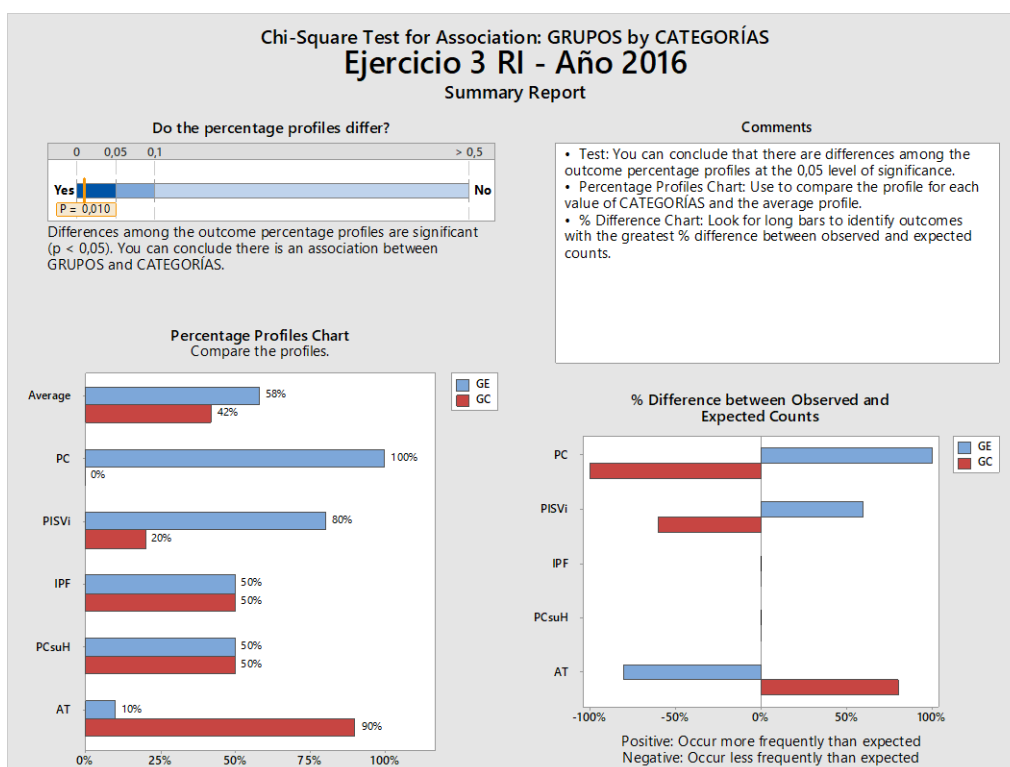 Chi-Square Test for Association: GRUPOS by CATEGORÍAS
Ejercicio 3 RI - Año 2016
Summary Report
Do the percentage profiles differ?
0 0,05 0,1 > 0,5
Yes No
P = 0,010
Differences among the outcome percentage profiles are significant
(p < 0,05). You can conclude there is an association between
GRUPOS and CATEGORÍAS.
Comments
• Test: You can conclude that there are differences among the
outcome percentage profiles at the 0,05 level of significance.
• Percentage Profiles Chart: Use to compare the profile for each
value of CATEGORÍAS and the average profile.
• % Difference Chart: Look for long bars to identify outcomes
with the greatest % difference between observed and expected
counts.
Percentage Profiles Chart
Compare the profiles.
GE
GC
Average
58%
42%
PC
100%
0%
PISVi
80%
20%
IPF
50%
50%
PCsuH
50%
50%
AT
10%
90%
0% 25% 50% 75% 100%
% Difference between Observed and
Expected Counts
GE
GC
PC
PISVi
IPF
PCsuH
AT
-100% -50% 0% 50% 100%
Positive: Occur more frequently than expected
Negative: Occur less frequently than expected